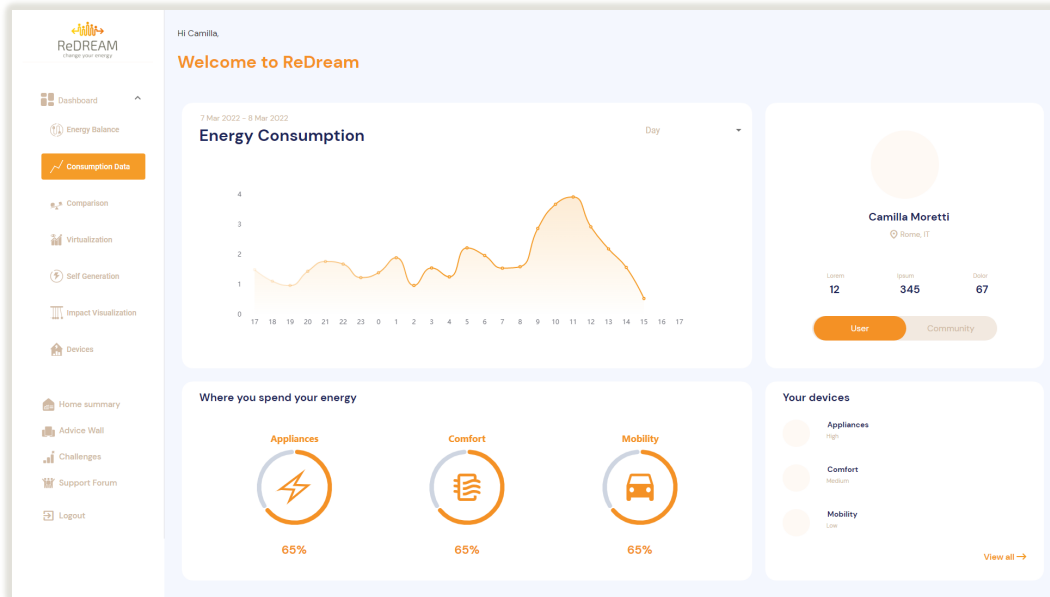 ReDREAM
change your energy
Dashboard
Energy Balance
Consumption Data
Comparison
Virtualization
Self Generation
Impact Visualization
Devices
Home summary
Advice Wall
Challenges
Support Forum
Logout
Hi Camilla,
Welcome to ReDream
7 Mar 2022 - 8 Mar 2022
Energy Consumption
Day
4
3
2
1
0
17 18 19 20 21 22 23 0 1 2 3 4 5 6 7 8 9 10 11 12 13 14 15 16 17
Camilla Moretti
Rome, IT
Lorem Ipsum Dolor
12 345 67
User Community
Where you spend your energy
Appliances Comfort Mobility
65% 65% 65%
Your devices
Appliances
High
Comfort
Medium
Mobility
Low
View all